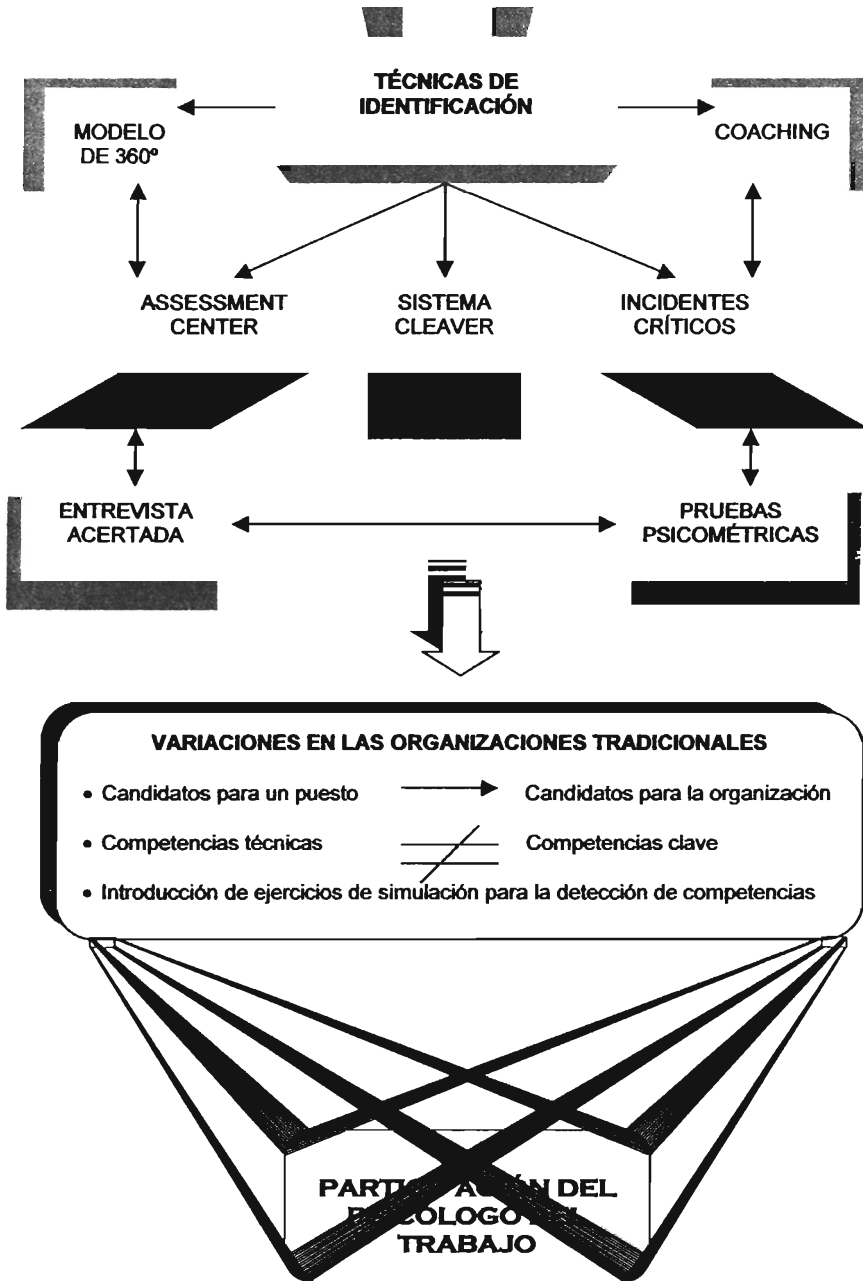 TÉCNICAS DE
IDENTIFICACIÓN
MODELO
DE 360º
COACHING
ASSESSMENT
CENTER
SISTEMA
CLEAVER
INCIDENTES
CRÍTICOS
ENTREVISTA
ACERTADA
PRUEBAS
PSICOMÉTRICAS
VARIACIONES EN LAS ORGANIZACIONES TRADICIONALES
• Candidatos para un puesto Candidatos para la organización
• Competencias técnicas Competencias clave
• Introducción de ejercicios de simulación para la detección de competencias
DEL
TRABAJO